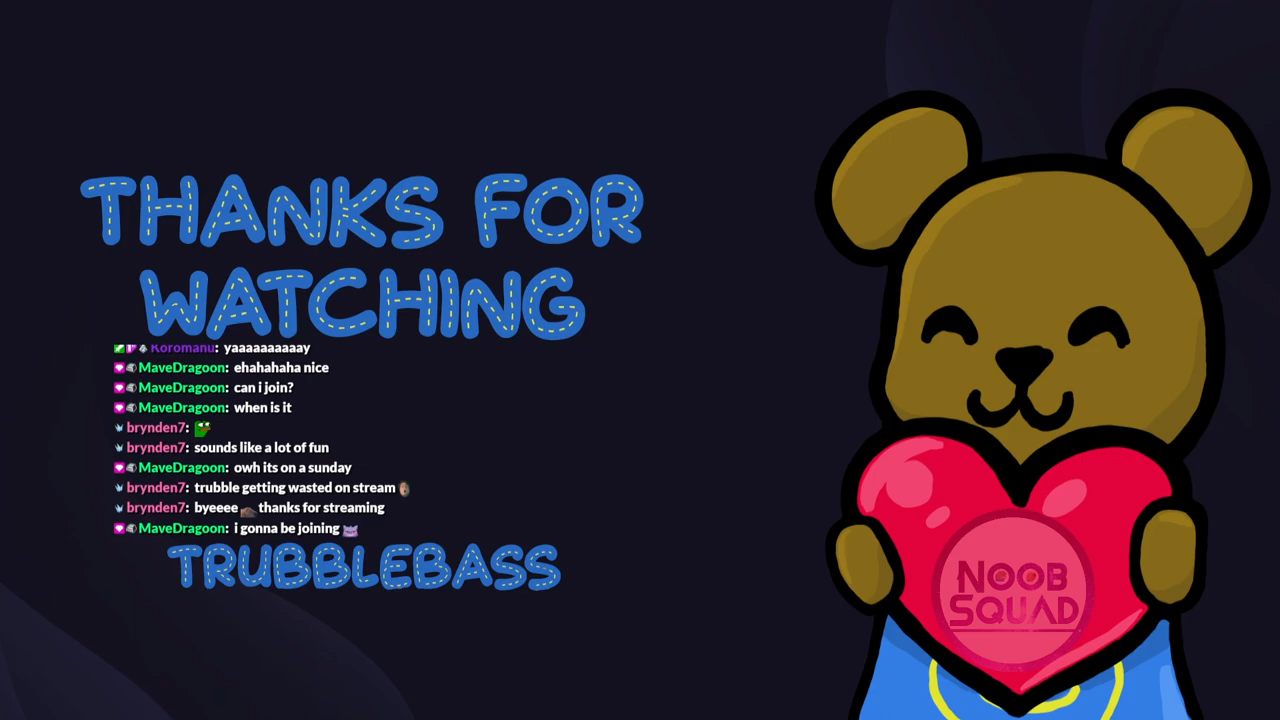 THANKS FOR
WATCHING
Koromanu: yaaaaaaaaaay
MaveDragoon: ehahahaha nice
MaveDragoon: can i join?
MaveDragoon: when is it
brynden7:
brynden7: sounds like a lot of fun
MaveDragoon: owh its on a sunday
brynden7: trubble getting wasted on stream
brynden7: byeeee thanks for streaming
MaveDragoon: i gonna be joining
TRUBBLEBASS
NOOB
SQUAD